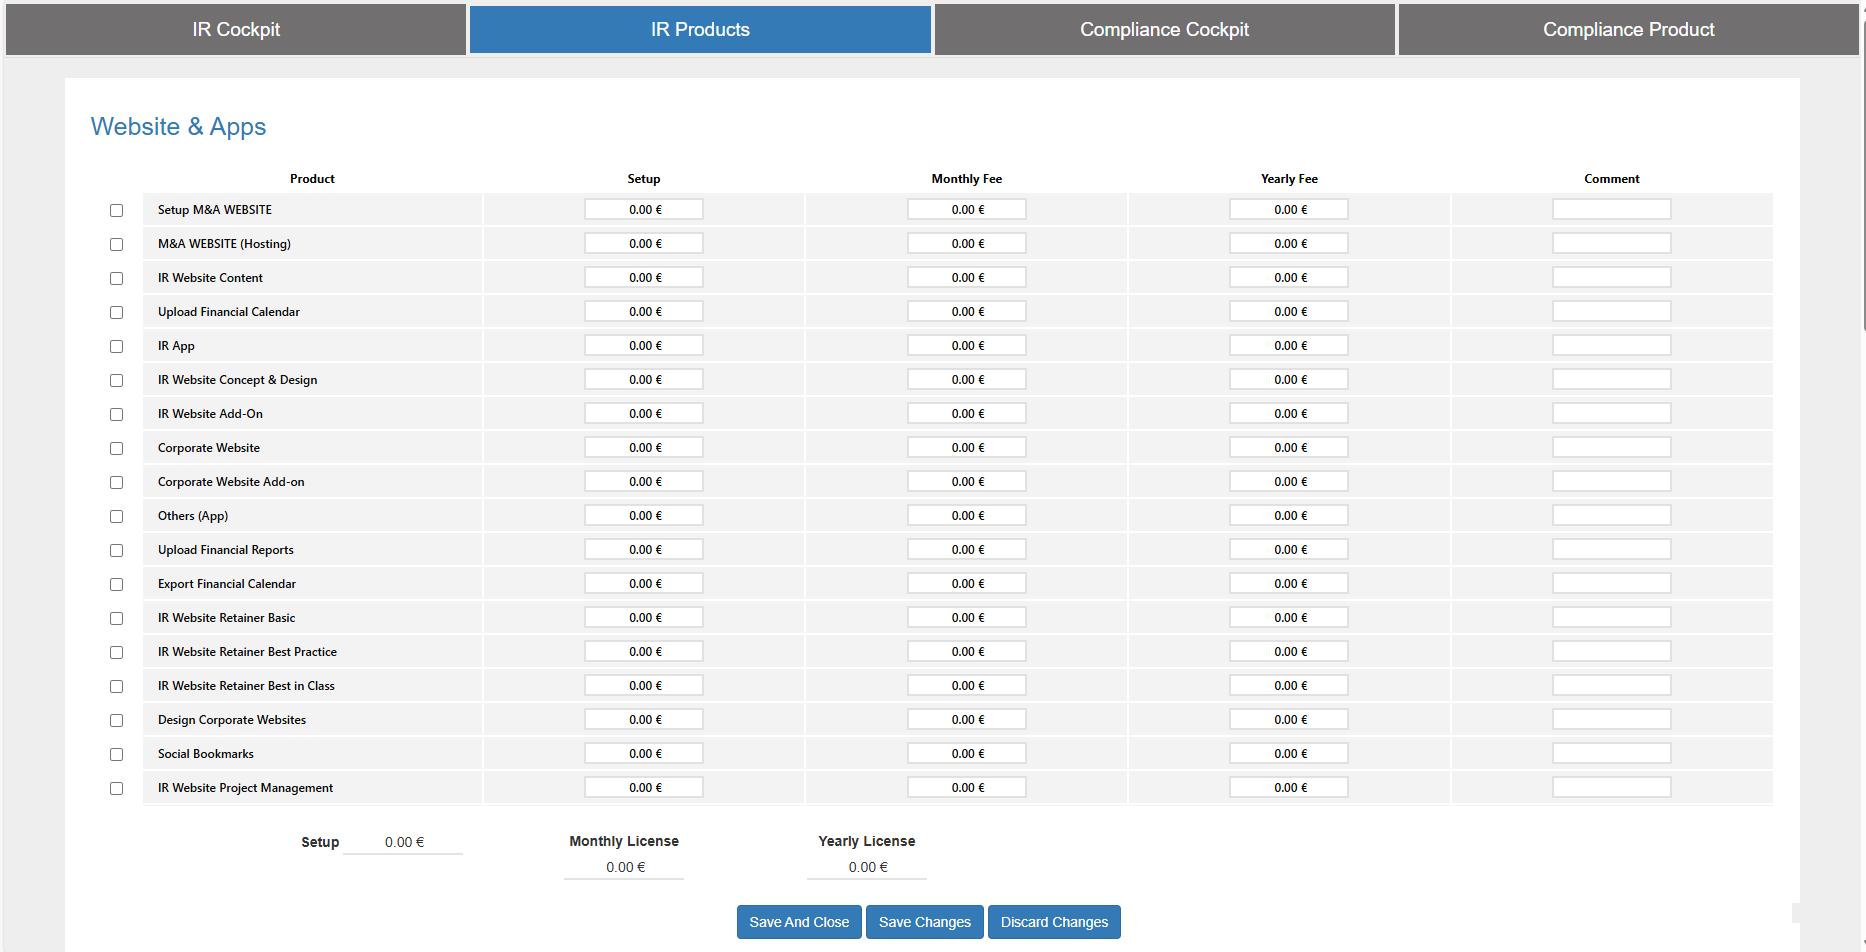 IR Cockpit IR Products Compliance Cockpit Compliance Product
Website & Apps
Product Setup Monthly Fee Yearly Fee Comment
Setup M&A WEBSITE 0.00 € 0.00 € 0.00 €
M&A WEBSITE (Hosting) 0.00 € 0.00 € 0.00 €
IR Website Content 0.00 € 0.00 € 0.00 €
Upload Financial Calendar 0.00 € 0.00 € 0.00 €
IR App 0.00 € 0.00 € 0.00 €
IR Website Concept & Design 0.00 € 0.00 € 0.00 €
IR Website Add-On 0.00 € 0.00 € 0.00 €
Corporate Website 0.00 € 0.00 € 0.00 €
Corporate Website Add-on 0.00 € 0.00 € 0.00 €
Others (App) 0.00 € 0.00 € 0.00 €
Upload Financial Reports 0.00 € 0.00 € 0.00 €
Export Financial Calendar 0.00 € 0.00 € 0.00 €
IR Website Retainer Basic 0.00 € 0.00 € 0.00 €
IR Website Retainer Best Practice 0.00 € 0.00 € 0.00 €
IR Website Retainer Best in Class 0.00 € 0.00 € 0.00 €
Design Corporate Websites 0.00 € 0.00 € 0.00 €
Social Bookmarks 0.00 € 0.00 € 0.00 €
IR Website Project Management 0.00 € 0.00 € 0.00 €
Setup 0.00 € Monthly License Yearly License
0.00 € 0.00 €
Save And Close Save Changes Discard Changes